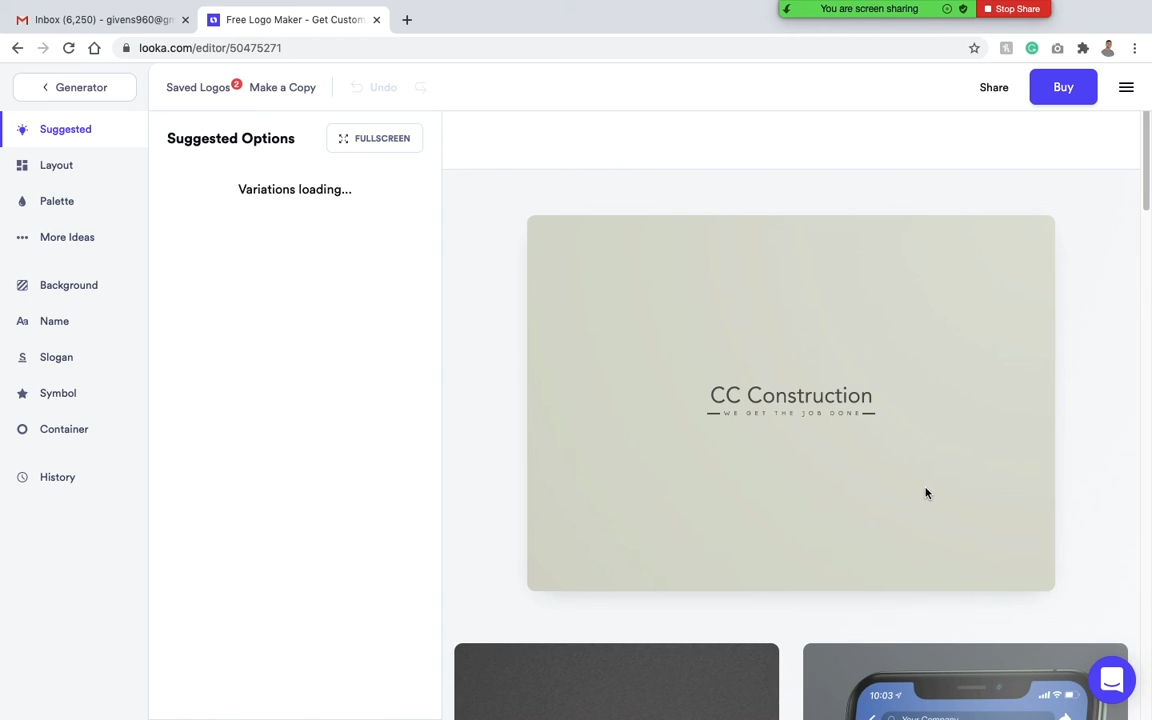 Inbox (6,250) - givens960@gm
Free Logo Maker - Get Custom
You are screen sharing
Stop Share
looka.com/editor/50475271
Generator
Saved Logos 2
Make a Copy
Undo
Share
Buy
Suggested
Layout
Palette
More Ideas
Background
Name
Slogan
Symbol
Container
History
Suggested Options
FULLSCREEN
Variations loading...
CC Construction
WE GET THE JOB DONE
10:03
Your Company